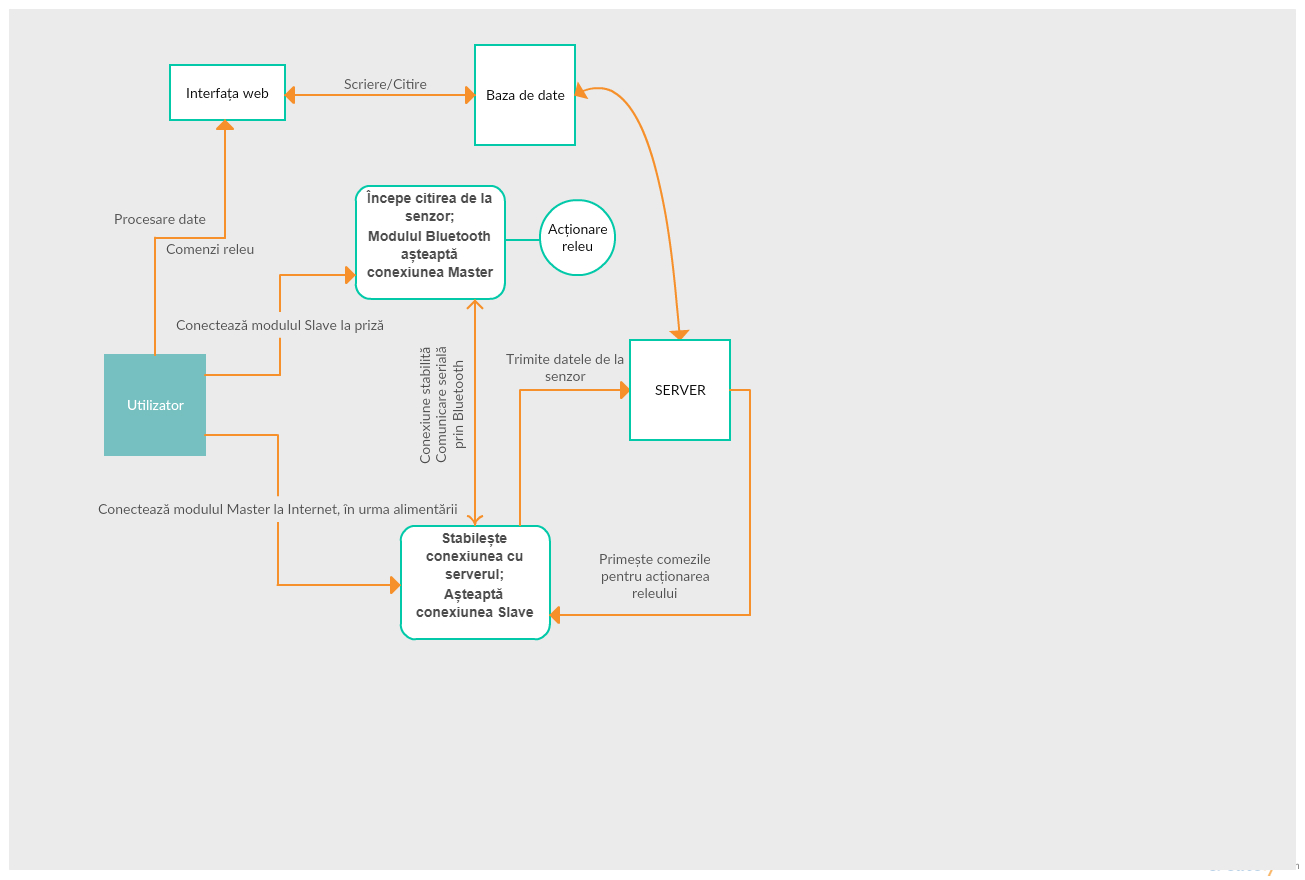 Interfața web
Scriere/Citire
Baza de date
Începe citirea de la
senzor;
Modulul Bluetooth
așteaptă
conexiunea Master
Acționare
releu
Procesare date
Comenzi releu
Conectează modulul Slave la priză
Conexiune stabilită
Comunicare serială
prin Bluetooth
Trimite datele de la
senzor
SERVER
Utilizator
Conectează modulul Master la Internet, în urma alimentării
Stabilește
conexiunea cu
serverul;
Așteaptă
conexiunea Slave
Primește comezile
pentru acționarea
releului